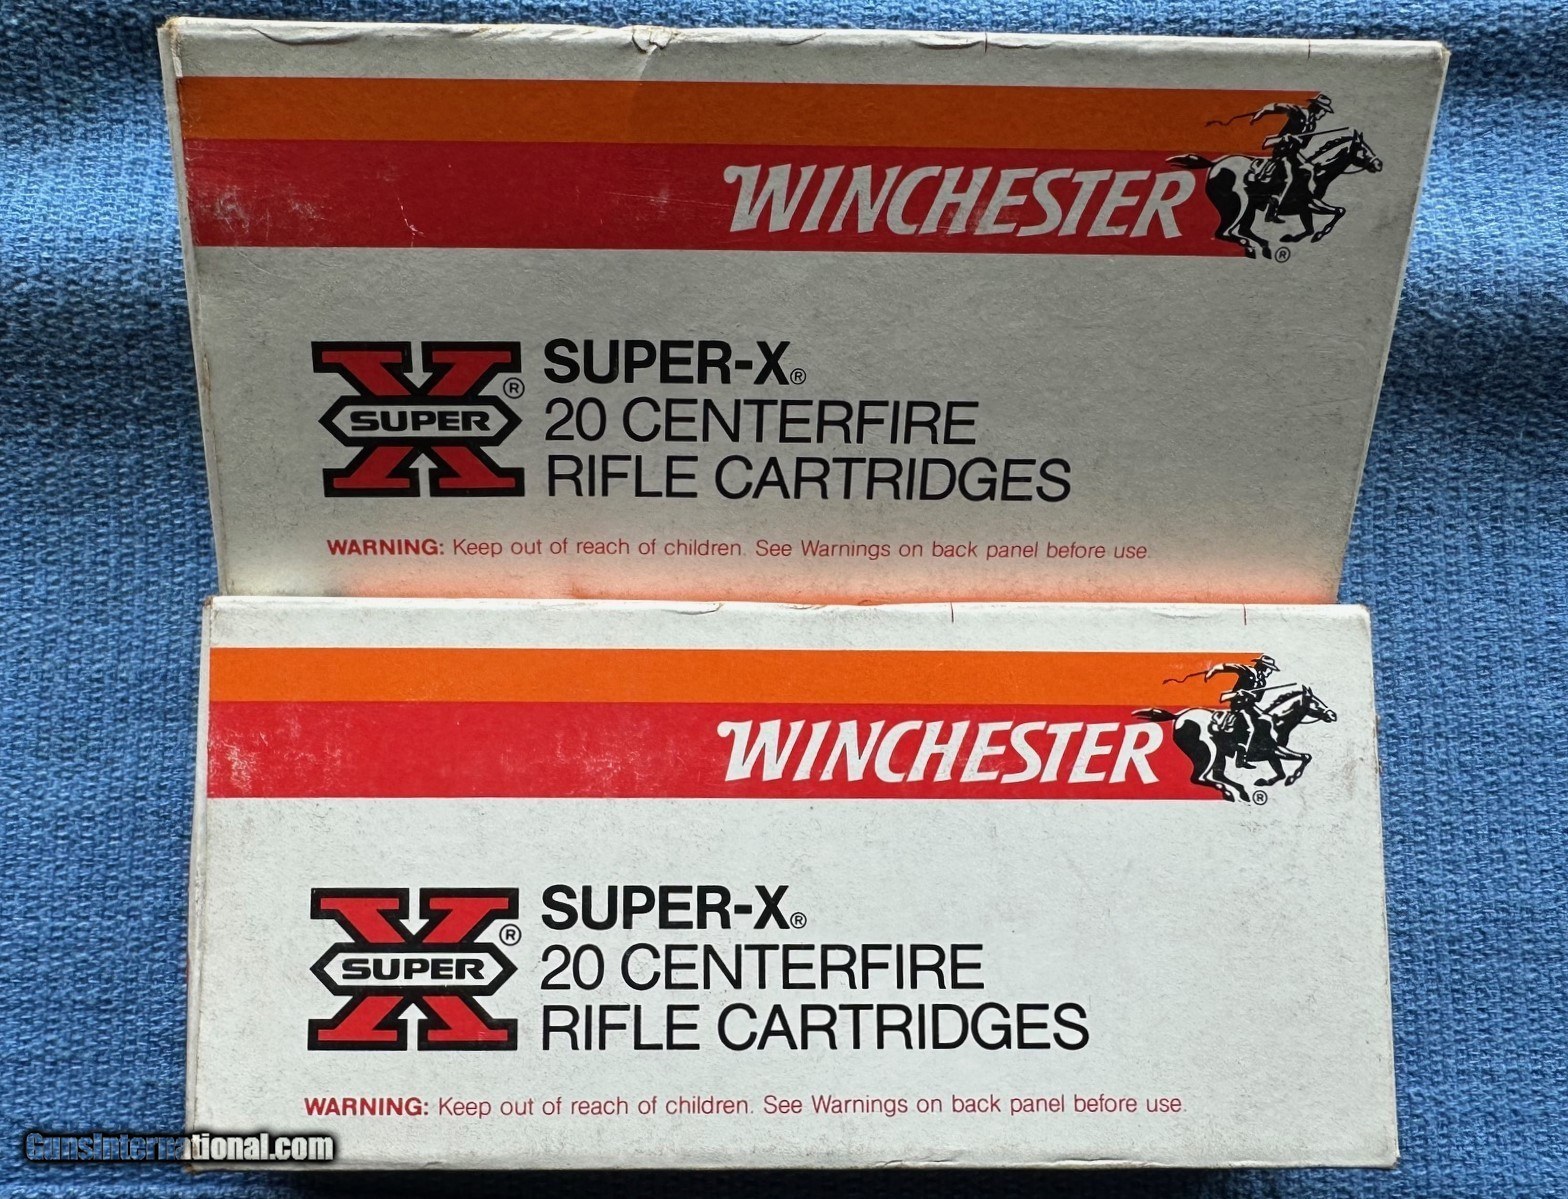 WINCHESTER
®
SUPER ®
SUPER-X®
20 CENTERFIRE
RIFLE CARTRIDGES
WARNING: Keep out of reach of children. See Warnings on back panel before use.
WINCHESTER
®
SUPER ®
SUPER-X®
20 CENTERFIRE
RIFLE CARTRIDGES
WARNING: Keep out of reach of children. See Warnings on back panel before use.
GunsInternational.com